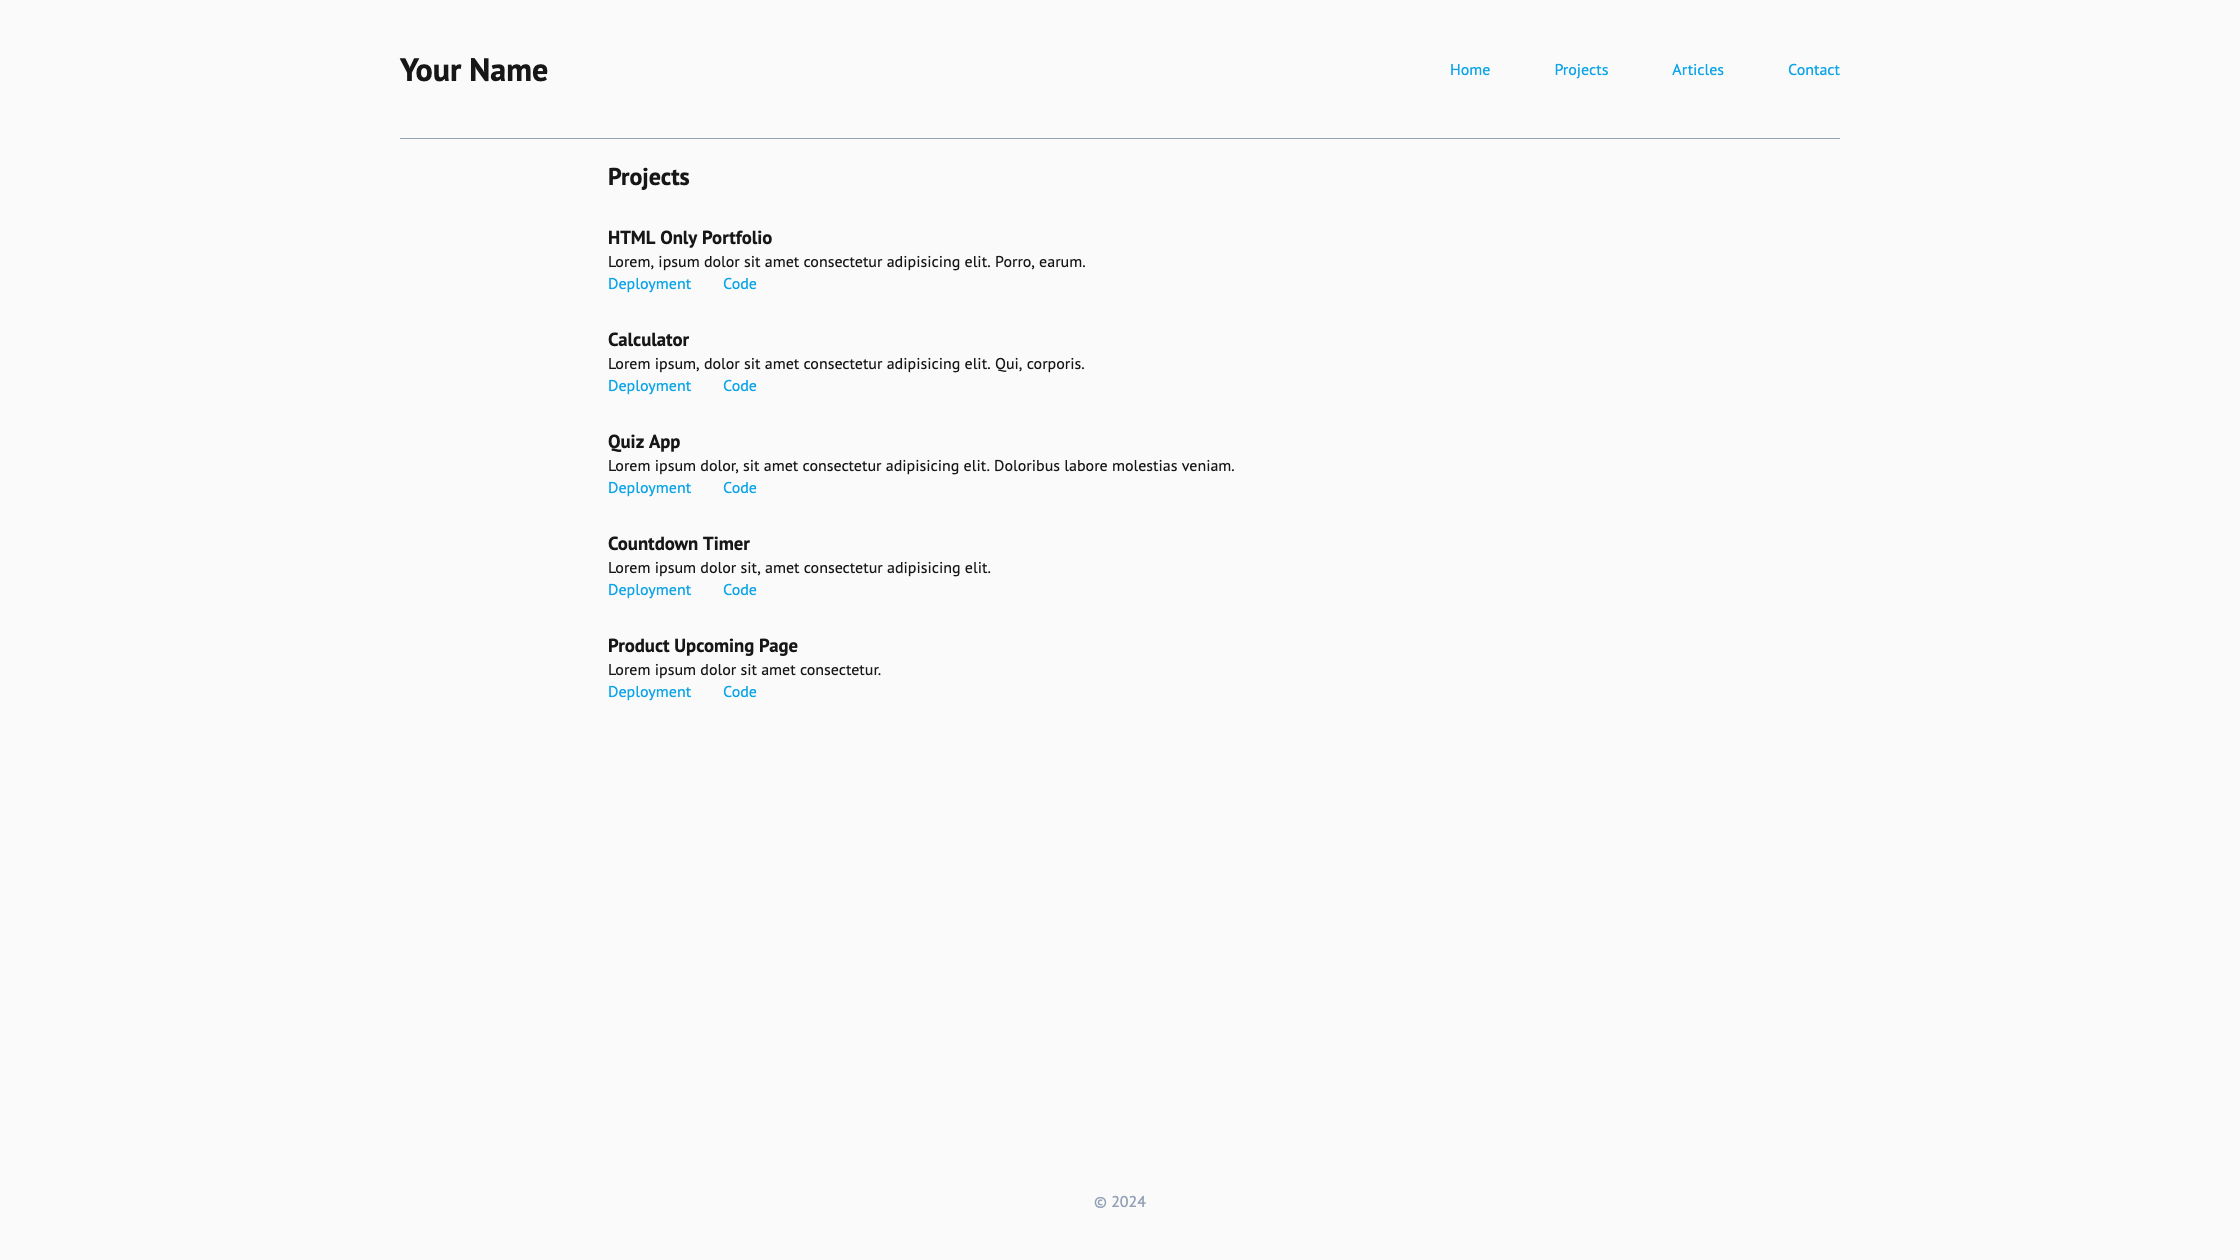 Your Name
Home Projects Articles Contact
Projects
HTML Only Portfolio
Lorem, ipsum dolor sit amet consectetur adipisicing elit. Porro, earum.
Deployment Code
Calculator
Lorem ipsum, dolor sit amet consectetur adipisicing elit. Qui, corporis.
Deployment Code
Quiz App
Lorem ipsum dolor, sit amet consectetur adipisicing elit. Doloribus labore molestias veniam.
Deployment Code
Countdown Timer
Lorem ipsum dolor sit, amet consectetur adipisicing elit.
Deployment Code
Product Upcoming Page
Lorem ipsum dolor sit amet consectetur.
Deployment Code
© 2024